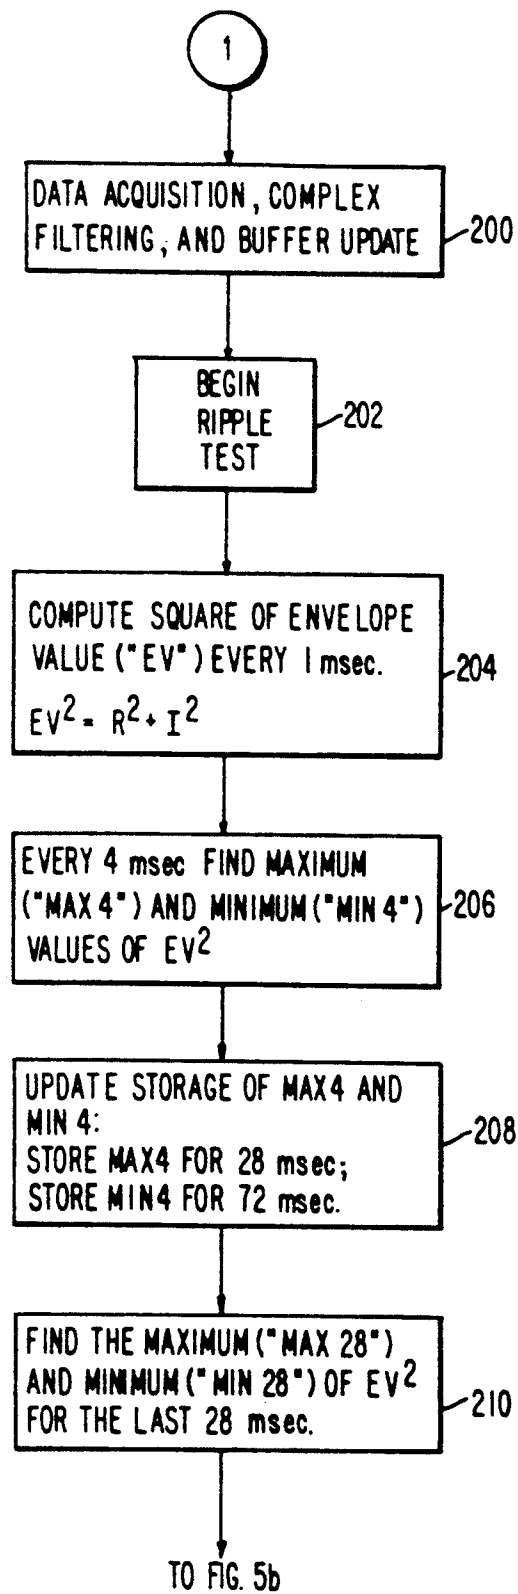 1
DATA ACQUISITION, COMPLEX
FILTERING, AND BUFFER UPDATE
200
BEGIN
RIPPLE
TEST
202
COMPUTE SQUARE OF ENVELOPE
VALUE ("EV") EVERY 1 msec.
EV² = R² + I²
204
EVERY 4 msec FIND MAXIMUM
("MAX 4") AND MINIMUM ("MIN 4")
VALUES OF EV²
206
UPDATE STORAGE OF MAX4 AND
MIN 4:
STORE MAX4 FOR 28 msec;
STORE MIN4 FOR 72 msec.
208
FIND THE MAXIMUM ("MAX 28")
AND MINIMUM ("MIN 28") OF EV²
FOR THE LAST 28 msec.
210
TO FIG. 5b